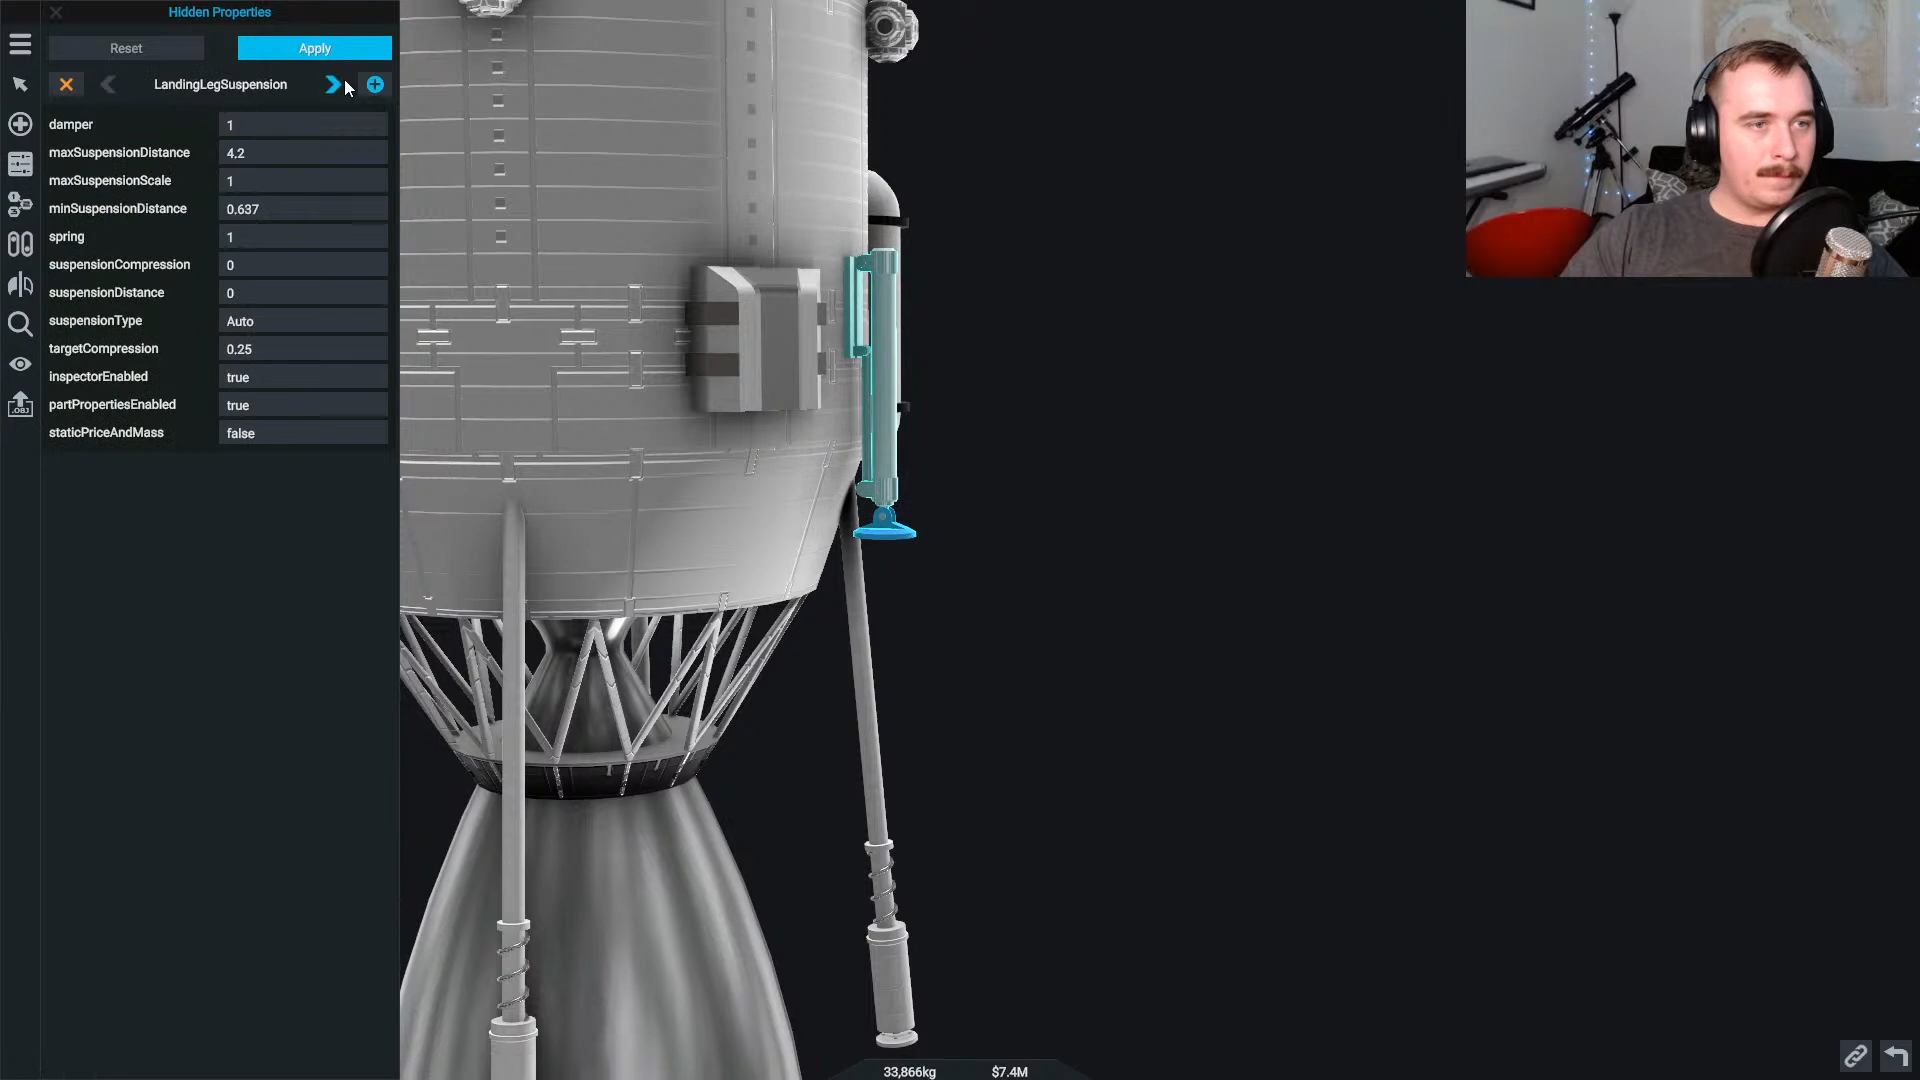 Hidden Properties
Reset
Apply
LandingLegSuspension
damper 1
maxSuspensionDistance 4.2
maxSuspensionScale 1
minSuspensionDistance 0.637
spring 1
suspensionCompression 0
suspensionDistance 0
suspensionType Auto
targetCompression 0.25
inspectorEnabled true
partPropertiesEnabled true
staticPriceAndMass false
.OBJ
33,866kg
$7.4M